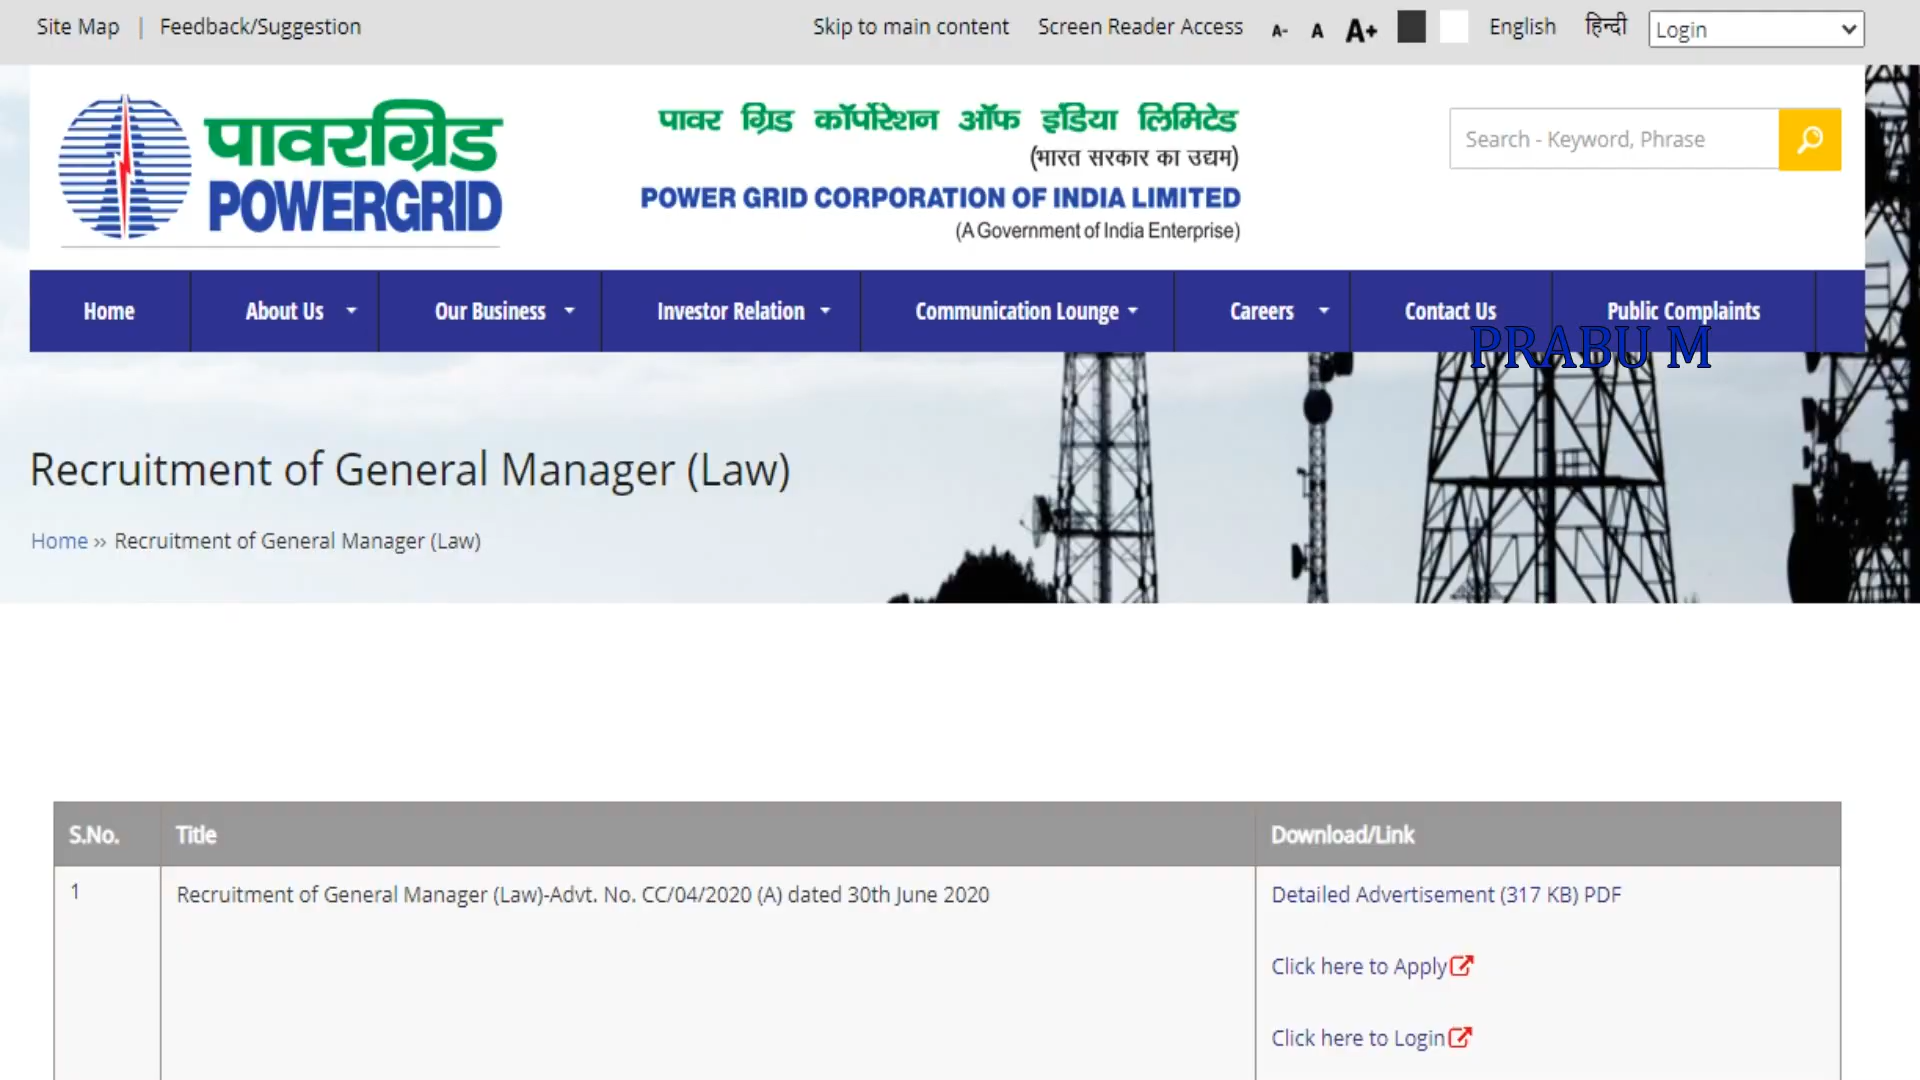 Site Map | Feedback/Suggestion
Skip to main content Screen Reader Access A- A A+ English हिन्दी Login
पावरग्रिड
POWERGRID
पावर ग्रिड कॉर्पोरेशन ऑफ इंडिया लिमिटेड
(भारत सरकार का उद्यम)
POWER GRID CORPORATION OF INDIA LIMITED
(A Government of India Enterprise)
Search - Keyword, Phrase
Home About Us Our Business Investor Relation Communication Lounge Careers Contact Us Public Complaints
PRABU M
Recruitment of General Manager (Law)
Home » Recruitment of General Manager (Law)
S.No. Title Download/Link
1 Recruitment of General Manager (Law)-Advt. No. CC/04/2020 (A) dated 30th June 2020 Detailed Advertisement (317 KB) PDF
Click here to Apply
Click here to Login